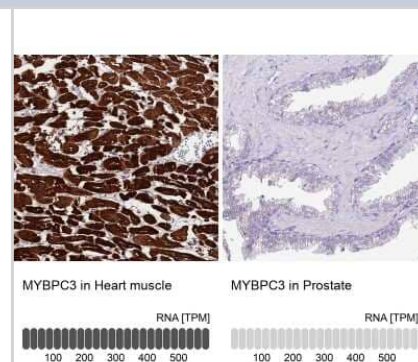 MYBPC3 in Heart muscle
MYBPC3 in Prostate
RNA [TPM]
RNA [TPM]
100 200 300 400 500
100 200 300 400 500